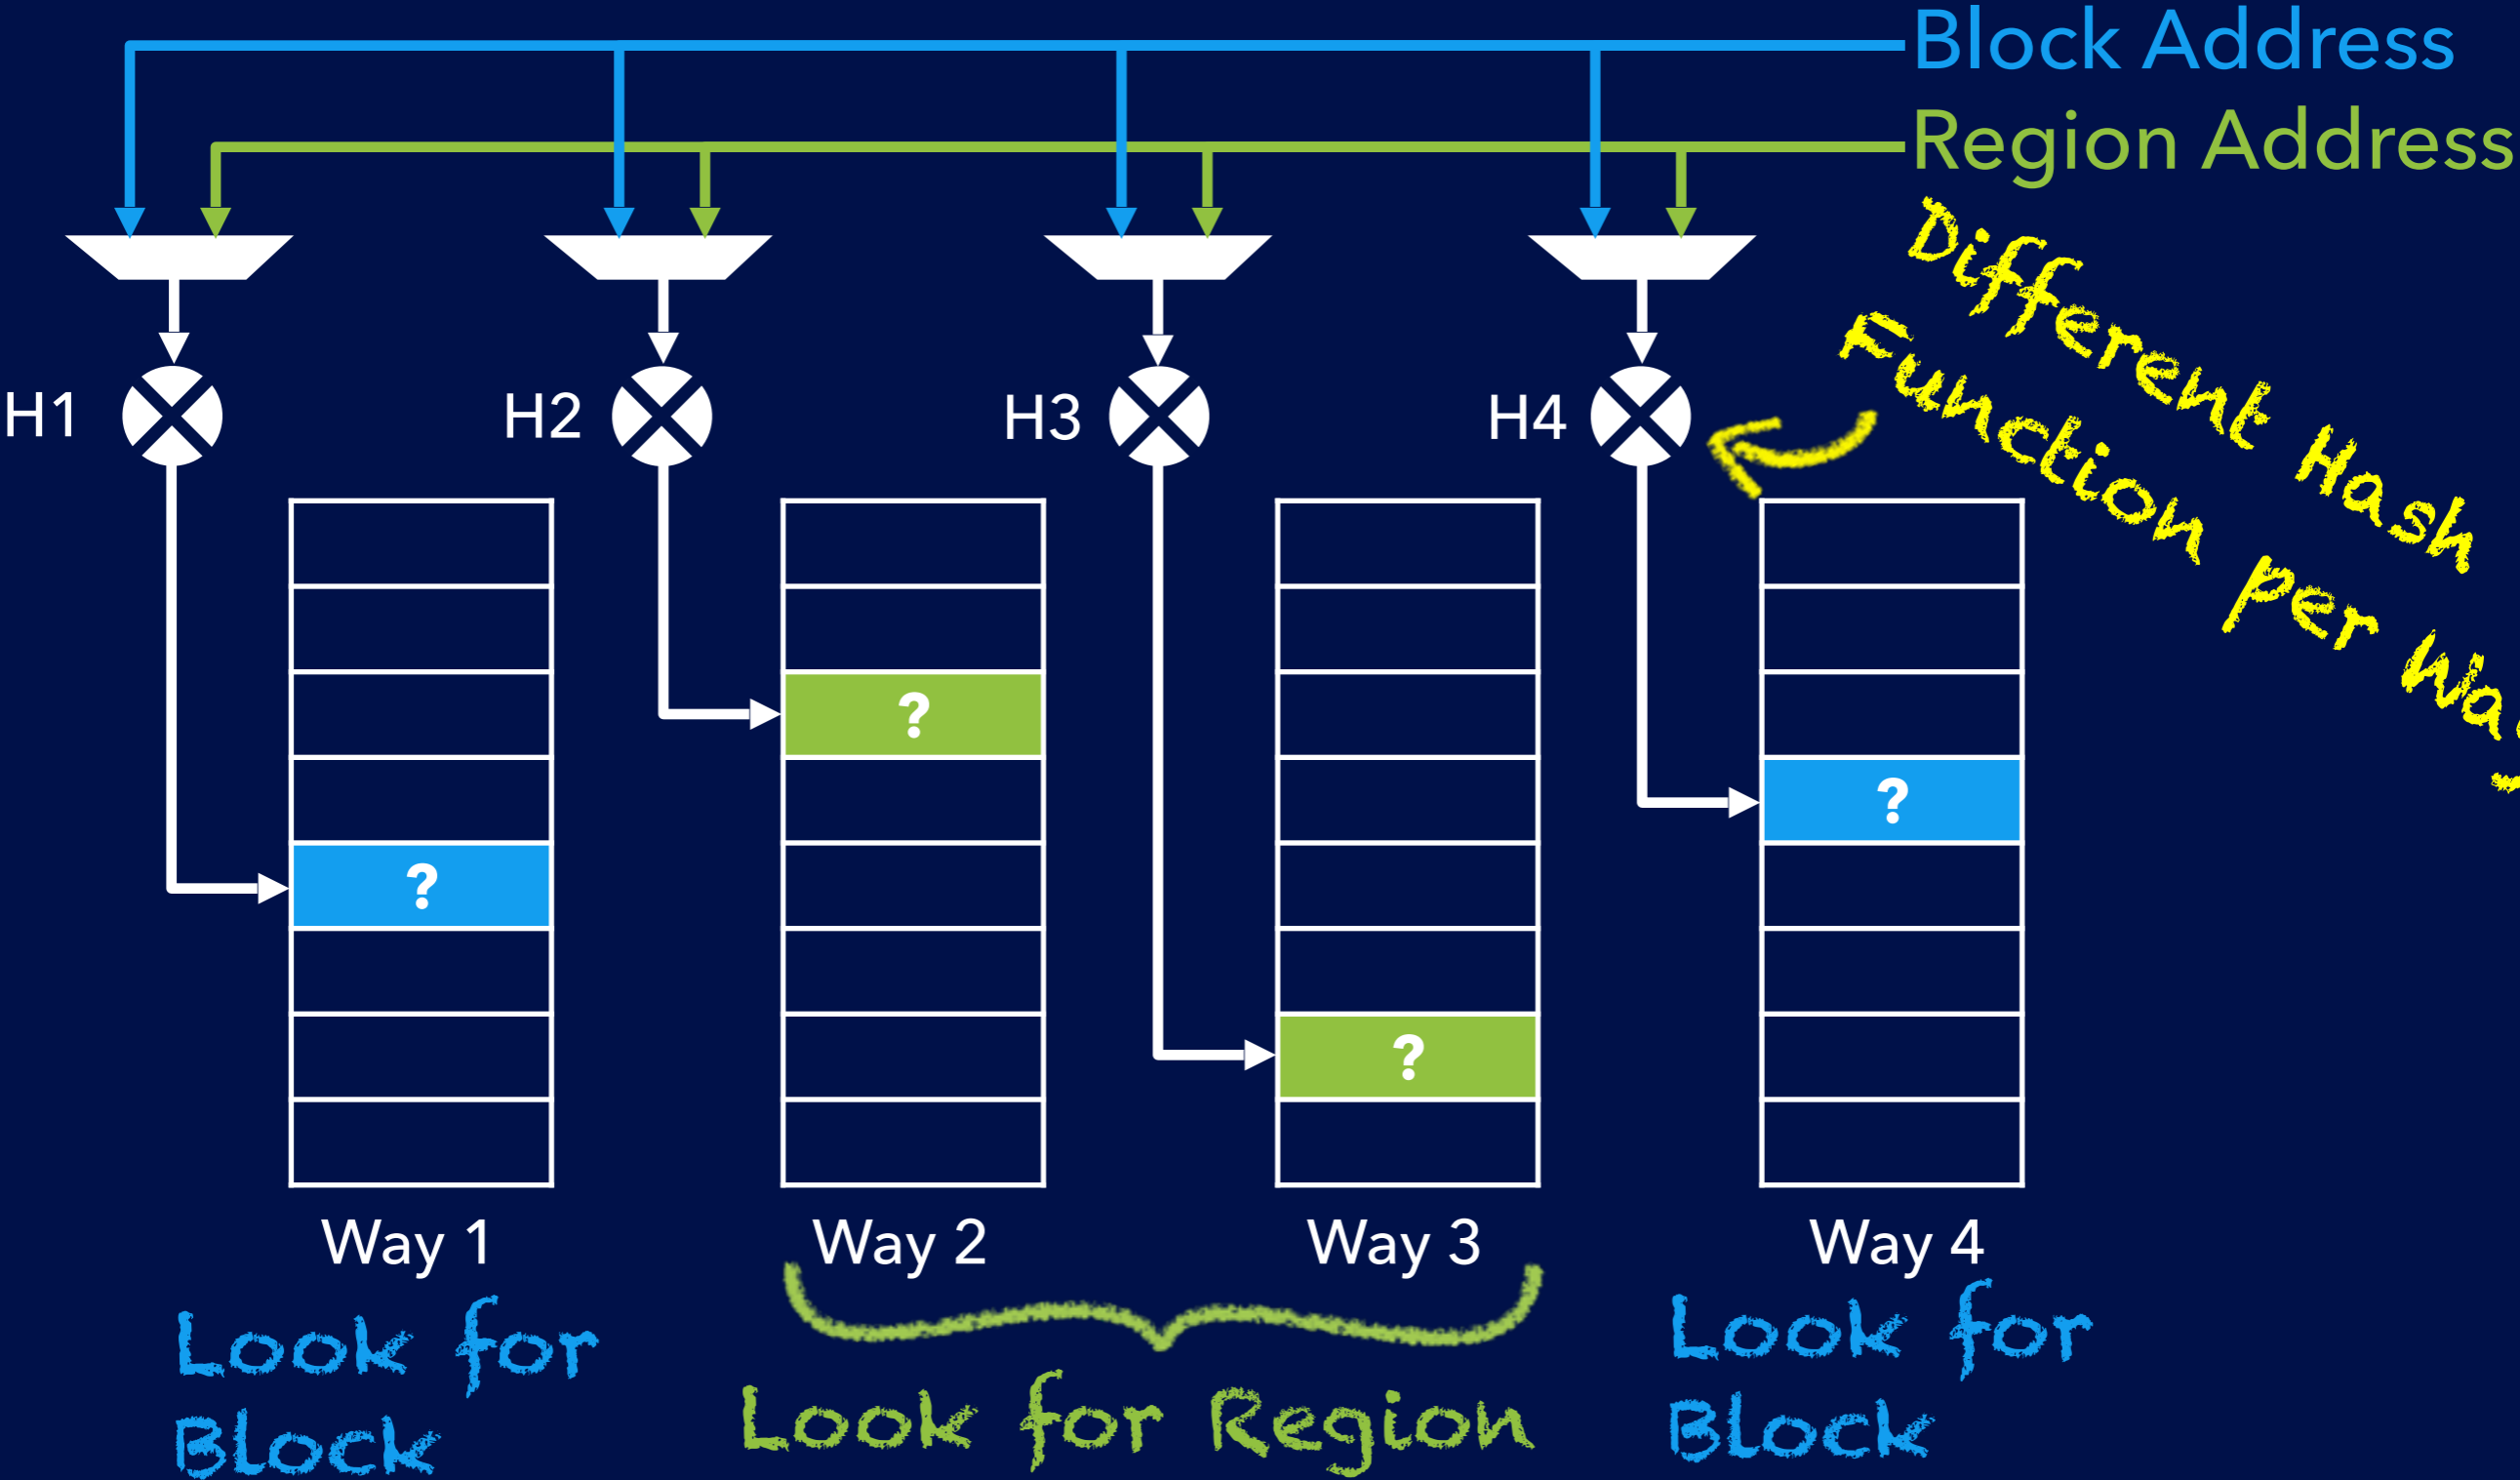 Block Address
Region Address
Different Hash
Function per Way
H1
H2
H3
H4
?
?
?
?
Way 1
Way 2
Way 3
Way 4
Look for
Block
Look for Region
Look for
Block